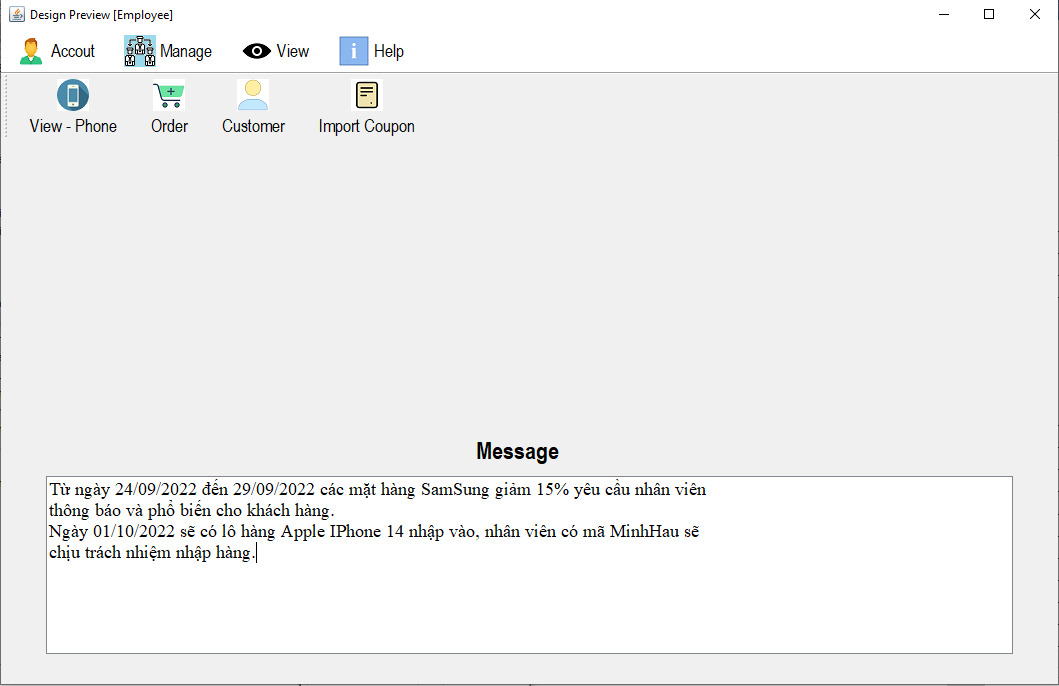 Design Preview [Employee]
Accout Manage View Help
View - Phone Order Customer Import Coupon
Message
Từ ngày 24/09/2022 đến 29/09/2022 các mặt hàng SamSung giảm 15% yêu cầu nhân viên
thông báo và phổ biến cho khách hàng.
Ngày 01/10/2022 sẽ có lô hàng Apple IPhone 14 nhập vào, nhân viên có mã MinhHau sẽ
chịu trách nhiệm nhập hàng.